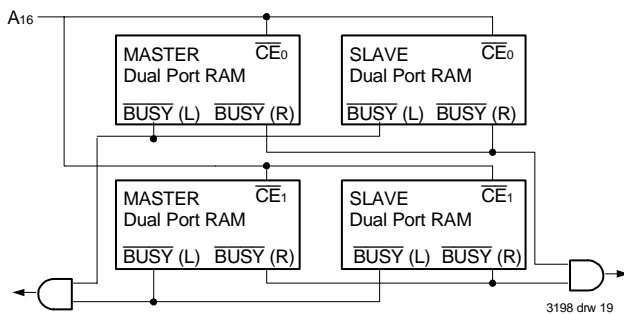 A16
MASTER CE0 SLAVE CE0
Dual Port RAM Dual Port RAM
BUSY (L) BUSY (R) BUSY (L) BUSY (R)
MASTER CE1 SLAVE CE1
Dual Port RAM Dual Port RAM
BUSY (L) BUSY (R) BUSY (L) BUSY (R)
3198 drw 19